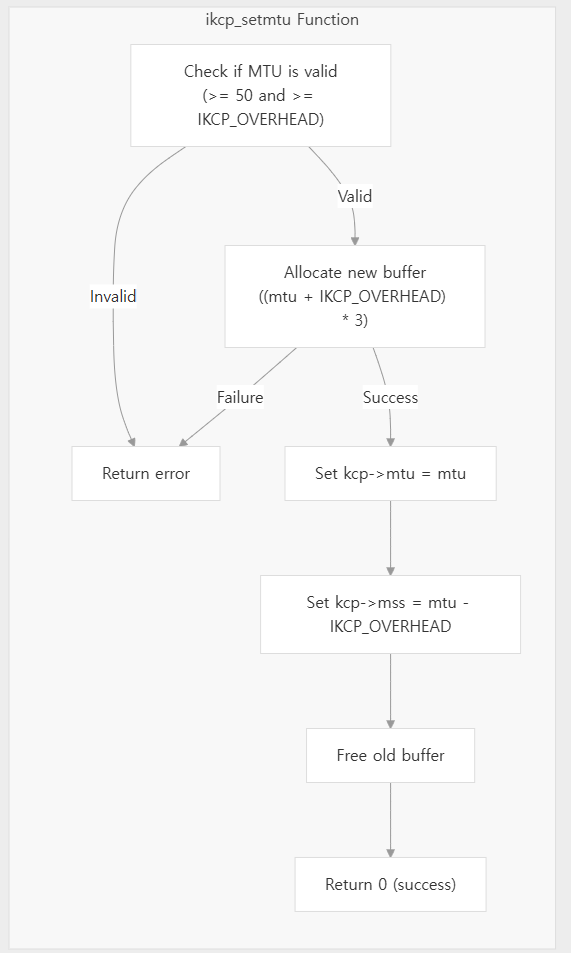 ikcp_setmtu Function
Check if MTU is valid
(>= 50 and >=
IKCP_OVERHEAD)
Valid
Allocate new buffer
((mtu + IKCP_OVERHEAD)
* 3)
Invalid
Failure
Success
Return error
Set kcp->mtu = mtu
Set kcp->mss = mtu -
IKCP_OVERHEAD
Free old buffer
Return 0 (success)